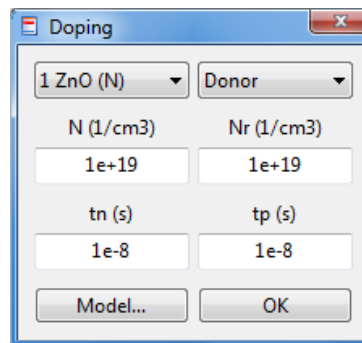 Doping
1 ZnO (N) Donor
N (1/cm3) Nr (1/cm3)
1e+19 1e+19
tn (s) tp (s)
1e-8 1e-8
Model... OK